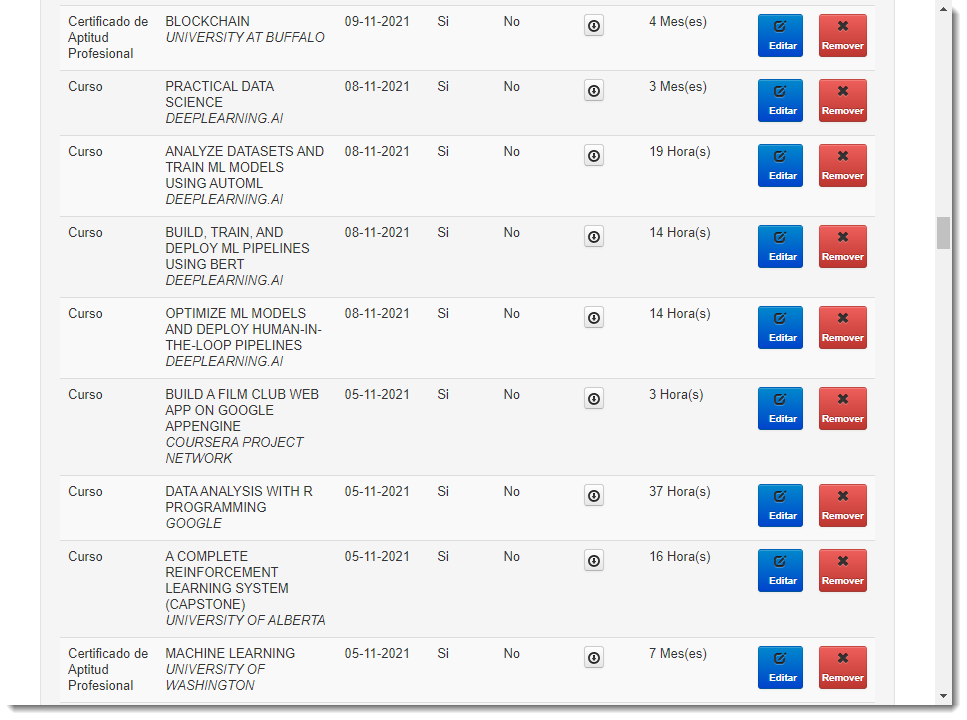 Certificado de Aptitud Profesional BLOCKCHAIN UNIVERSITY AT BUFFALO 09-11-2021 Si No 4 Mes(es) Editar Remover
Curso PRACTICAL DATA SCIENCE DEEPLEARNING.AI 08-11-2021 Si No 3 Mes(es) Editar Remover
Curso ANALYZE DATASETS AND TRAIN ML MODELS USING AUTOML DEEPLEARNING.AI 08-11-2021 Si No 19 Hora(s) Editar Remover
Curso BUILD, TRAIN, AND DEPLOY ML PIPELINES USING BERT DEEPLEARNING.AI 08-11-2021 Si No 14 Hora(s) Editar Remover
Curso OPTIMIZE ML MODELS AND DEPLOY HUMAN-IN-THE-LOOP PIPELINES DEEPLEARNING.AI 08-11-2021 Si No 14 Hora(s) Editar Remover
Curso BUILD A FILM CLUB WEB APP ON GOOGLE APPENGINE COURSERA PROJECT NETWORK 05-11-2021 Si No 3 Hora(s) Editar Remover
Curso DATA ANALYSIS WITH R PROGRAMMING GOOGLE 05-11-2021 Si No 37 Hora(s) Editar Remover
Curso A COMPLETE REINFORCEMENT LEARNING SYSTEM (CAPSTONE) UNIVERSITY OF ALBERTA 05-11-2021 Si No 16 Hora(s) Editar Remover
Certificado de Aptitud Profesional MACHINE LEARNING UNIVERSITY OF WASHINGTON 05-11-2021 Si No 7 Mes(es) Editar Remover